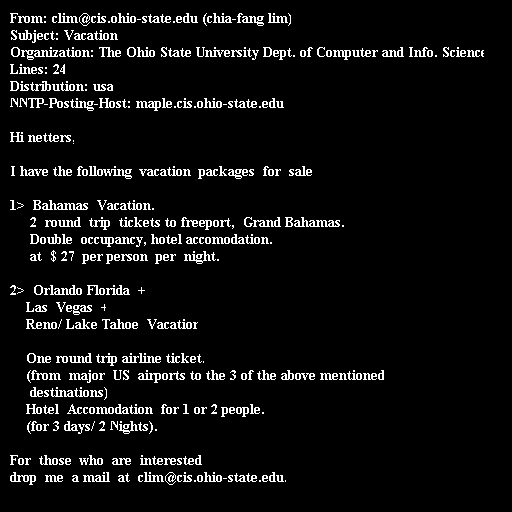 From: clim@cis.ohio-state.edu (chia-fang lim)
Subject: Vacation
Organization: The Ohio State University Dept. of Computer and Info. Science
Lines: 24
Distribution: usa
NNTP-Posting-Host: maple.cis.ohio-state.edu
Hi netters,
I have the following vacation packages for sale
1> Bahamas Vacation.
2 round trip tickets to freeport, Grand Bahamas.
Double occupancy, hotel accomodation.
at $ 27 per person per night.
2> Orlando Florida +
Las Vegas +
Reno/ Lake Tahoe Vacation
One round trip airline ticket.
(from major US airports to the 3 of the above mentioned
destinations)
Hotel Accomodation for 1 or 2 people.
(for 3 days/ 2 Nights).
For those who are interested
drop me a mail at clim@cis.ohio-state.edu.